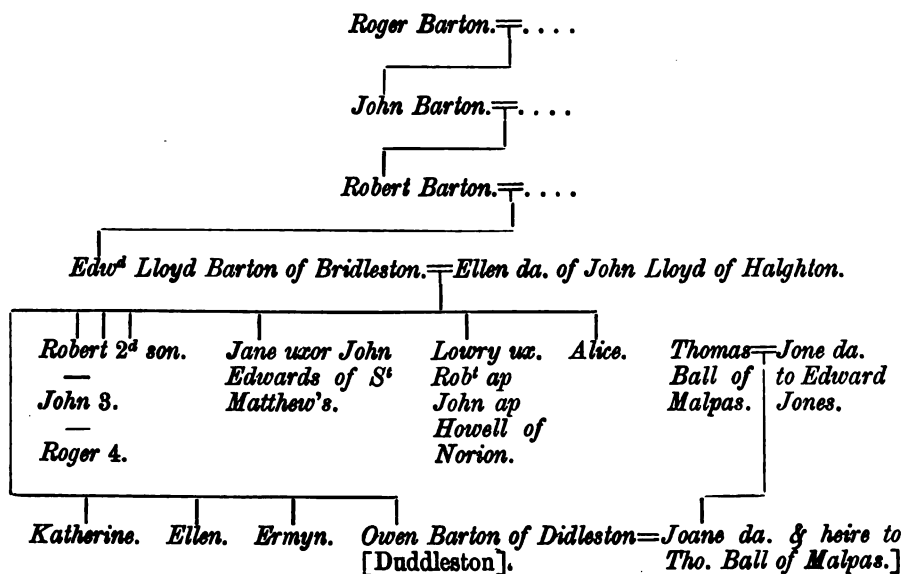 Roger Barton.=. . . .
John Barton.=. . . .
Robert Barton.=. . . .
Edwᵈ Lloyd Barton of Bridleston.=Ellen da. of John Lloyd of Halghton.
Robert 2ᵈ son.
—
John 3.
—
Roger 4.
Jane uxor John
Edwards of Sᵗ
Matthew's.
Lowry ux.
Robᵗ ap
John ap
Howell of
Norion.
Alice.
Thomas=Jone da.
Ball of to Edward
Malpas. Jones.
Katherine. Ellen. Ermyn. Owen Barton of Didleston=Joane da. & heire to
[Duddleston]. Tho. Ball of Malpas.]